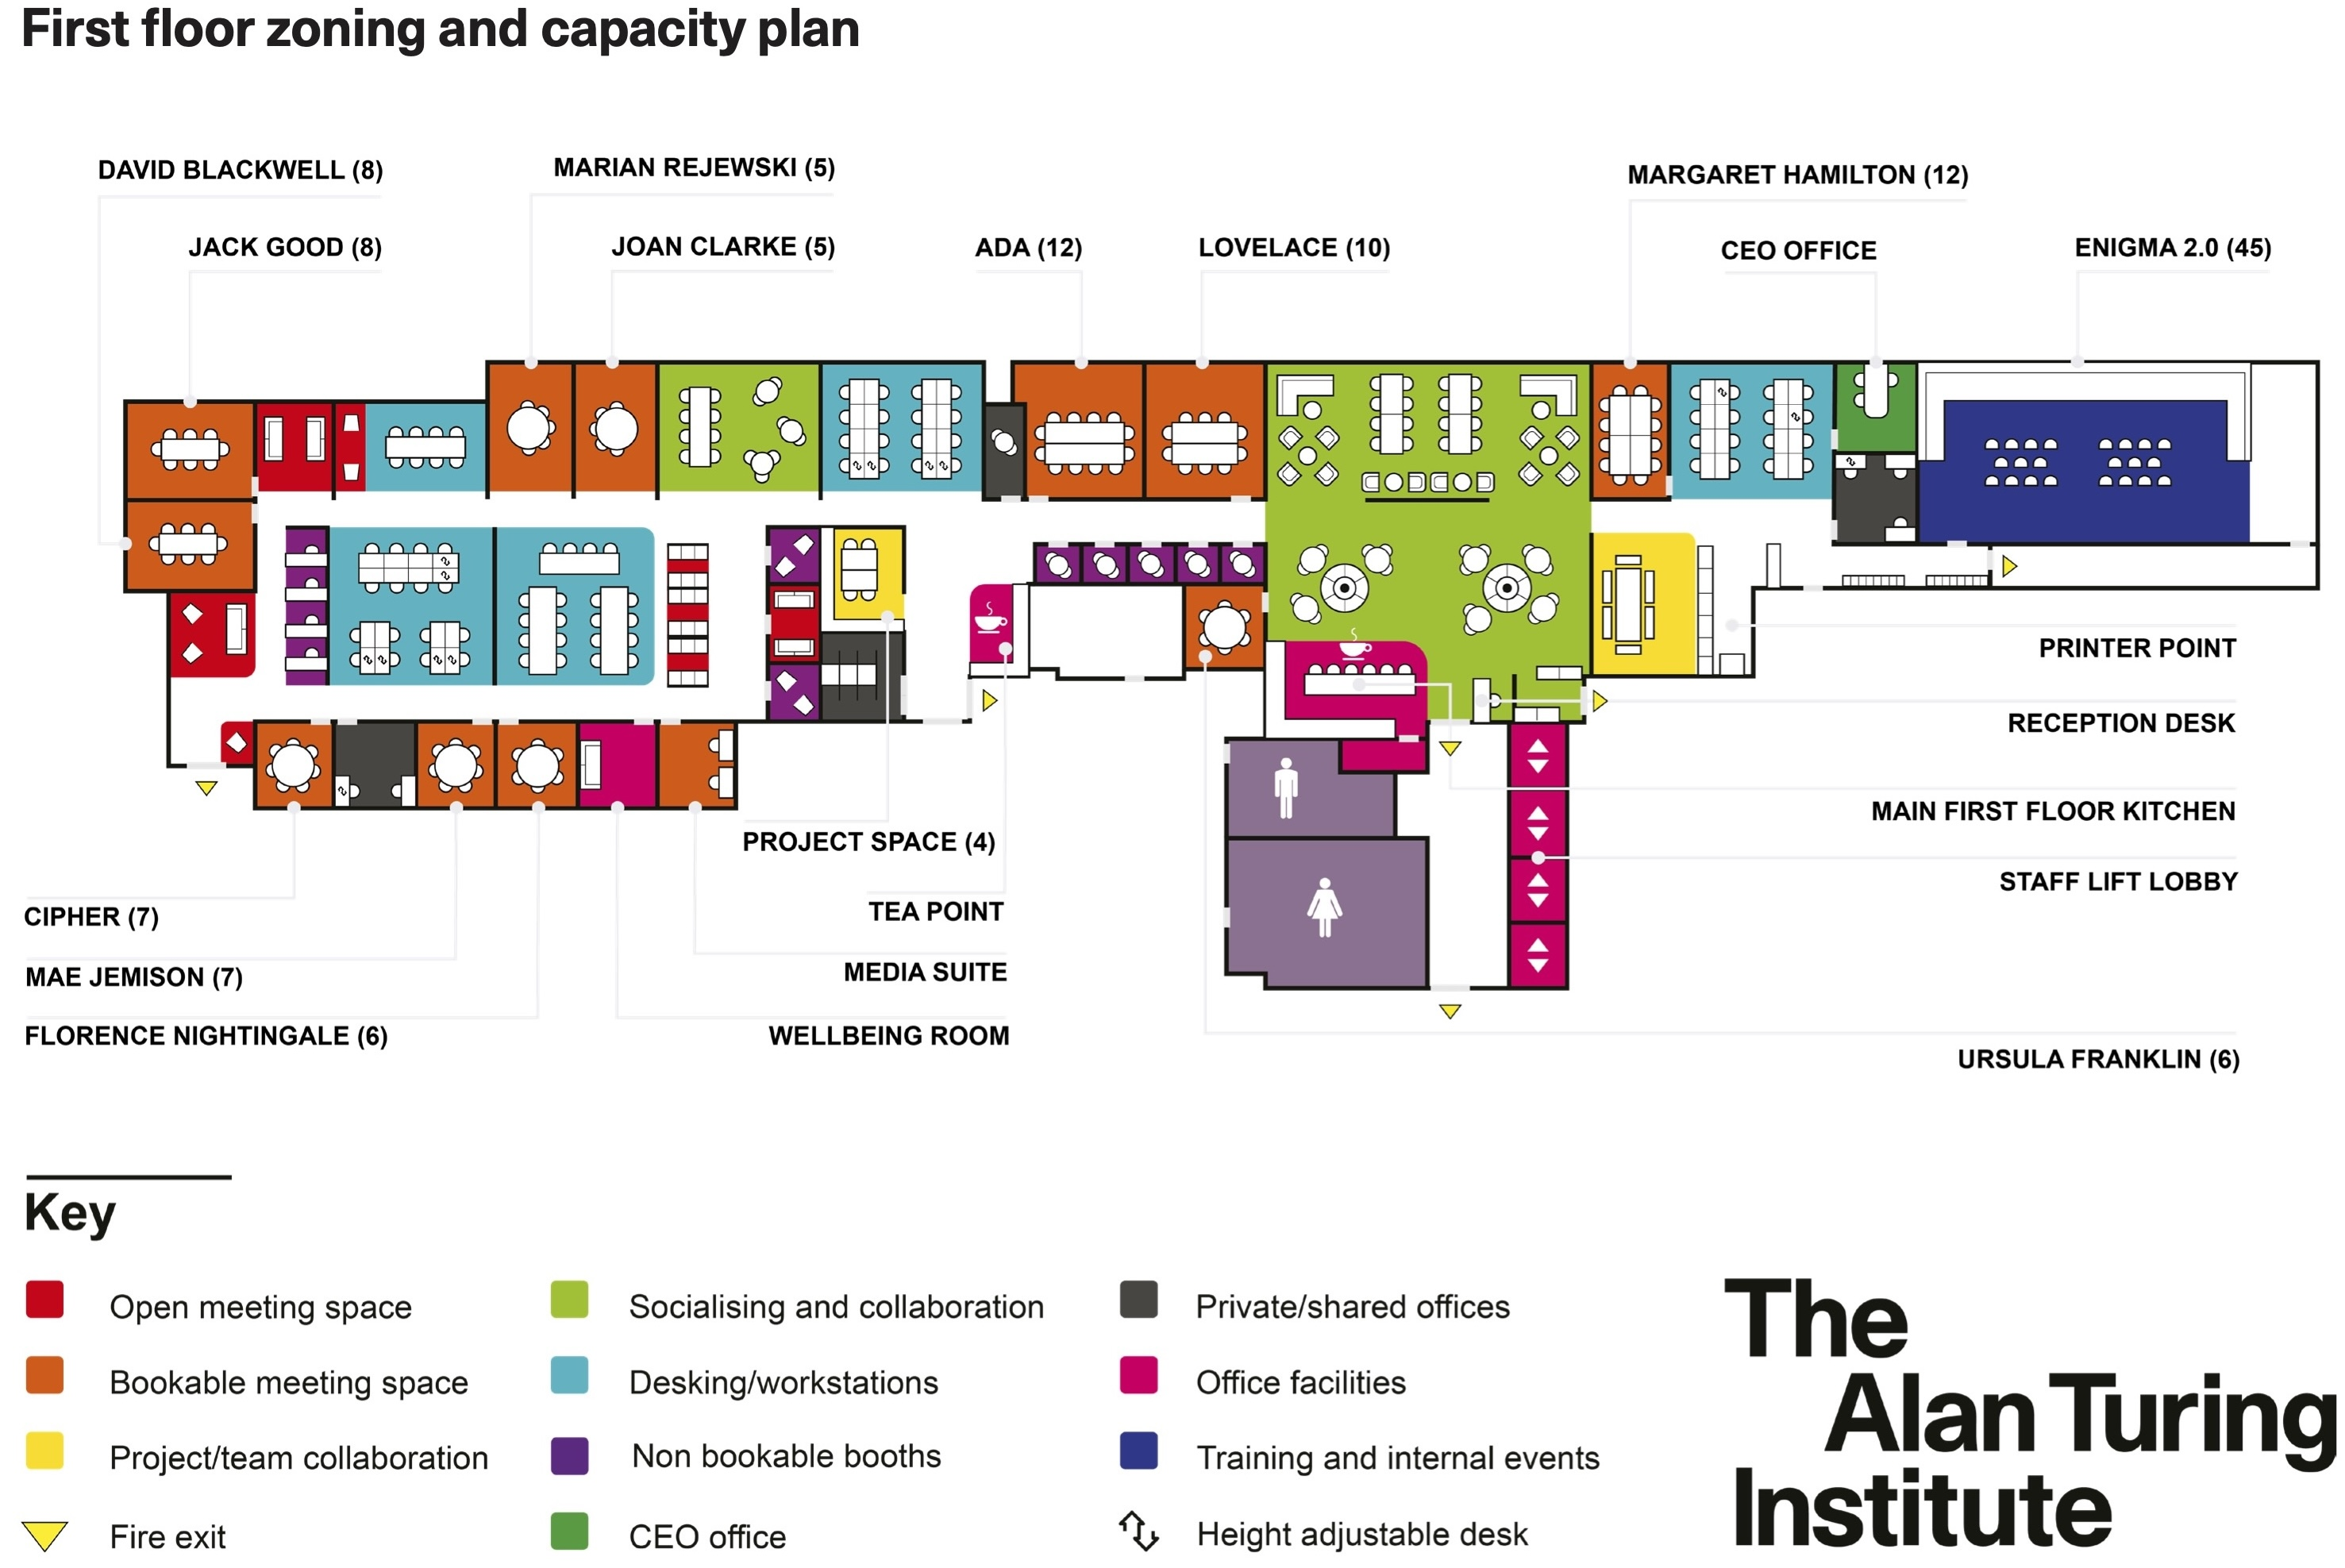 First floor zoning and capacity plan
DAVID BLACKWELL (8)
MARIAN REJEWSKI (5)
MARGARET HAMILTON (12)
JACK GOOD (8)
JOAN CLARKE (5)
ADA (12)
LOVELACE (10)
CEO OFFICE
ENIGMA 2.0 (45)
PRINTER POINT
RECEPTION DESK
MAIN FIRST FLOOR KITCHEN
PROJECT SPACE (4)
STAFF LIFT LOBBY
CIPHER (7)
TEA POINT
MAE JEMISON (7)
MEDIA SUITE
FLORENCE NIGHTINGALE (6)
WELLBEING ROOM
URSULA FRANKLIN (6)
Key
Open meeting space
Bookable meeting space
Project/team collaboration
Fire exit
Socialising and collaboration
Desking/workstations
Non bookable booths
CEO office
Private/shared offices
Office facilities
Training and internal events
Height adjustable desk
The
Alan Turing
Institute